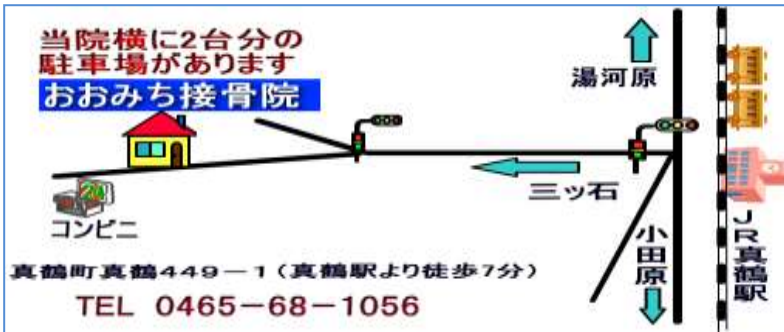 当院横に2台分の
駐車場があります
おおみち接骨院
湯河原
三ッ石
24
コンビニ
小田原
JR真鶴駅
真鶴町真鶴449－1(真鶴駅より徒歩7分)
TEL 0465－68－1056